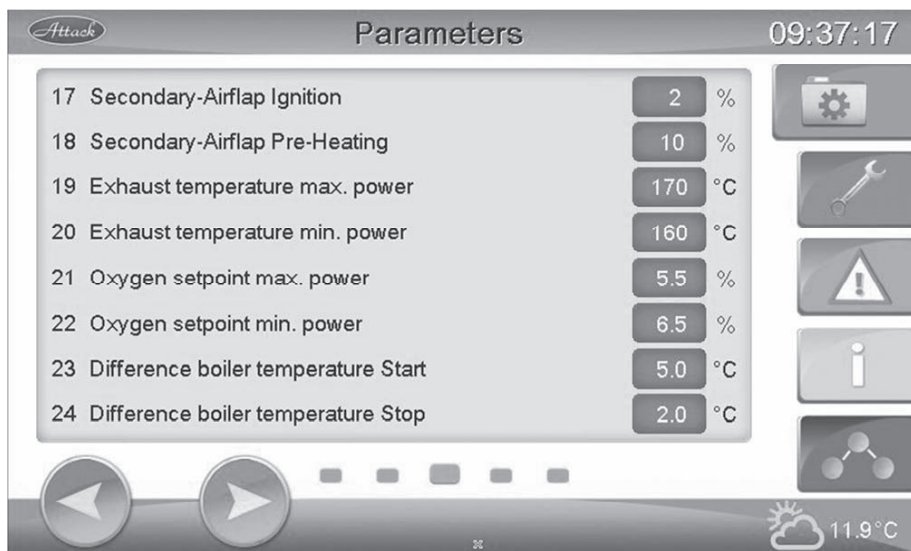 Attack Parameters 09:37:17
17 Secondary-Airflap Ignition 2 %
18 Secondary-Airflap Pre-Heating 10 %
19 Exhaust temperature max. power 170 °C
20 Exhaust temperature min. power 160 °C
21 Oxygen setpoint max. power 5.5 %
22 Oxygen setpoint min. power 6.5 %
23 Difference boiler temperature Start 5.0 °C
24 Difference boiler temperature Stop 2.0 °C
11.9°C